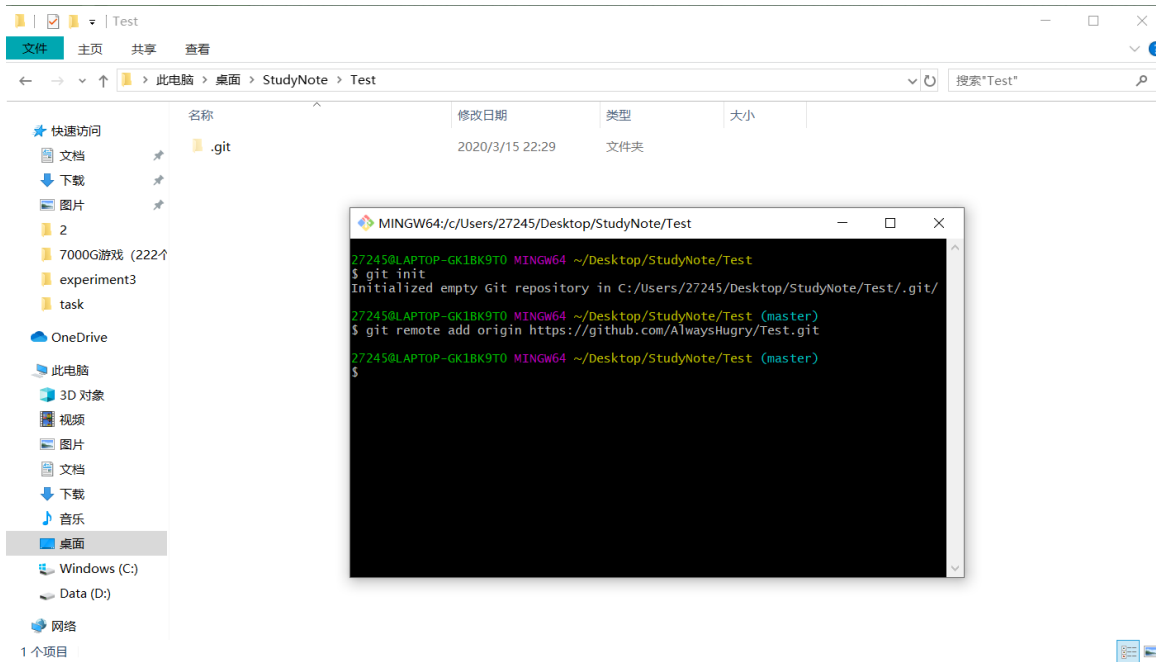 Test
文件 主页 共享 查看
此电脑 > 桌面 > StudyNote > Test
搜索"Test"
名称 修改日期 类型 大小
.git 2020/3/15 22:29 文件夹
快速访问
文档
下载
图片
2
7000G游戏（222个
experiment3
task
OneDrive
此电脑
3D 对象
视频
图片
文档
下载
音乐
桌面
Windows (C:)
Data (D:)
网络
1 个项目
MINGW64:/c/Users/27245/Desktop/StudyNote/Test
27245@LAPTOP-GK1BK9TO MINGW64 ~/Desktop/StudyNote/Test
$ git init
Initialized empty Git repository in C:/Users/27245/Desktop/StudyNote/Test/.git/
27245@LAPTOP-GK1BK9TO MINGW64 ~/Desktop/StudyNote/Test (master)
$ git remote add origin https://github.com/AlwaysHugry/Test.git
27245@LAPTOP-GK1BK9TO MINGW64 ~/Desktop/StudyNote/Test (master)
$